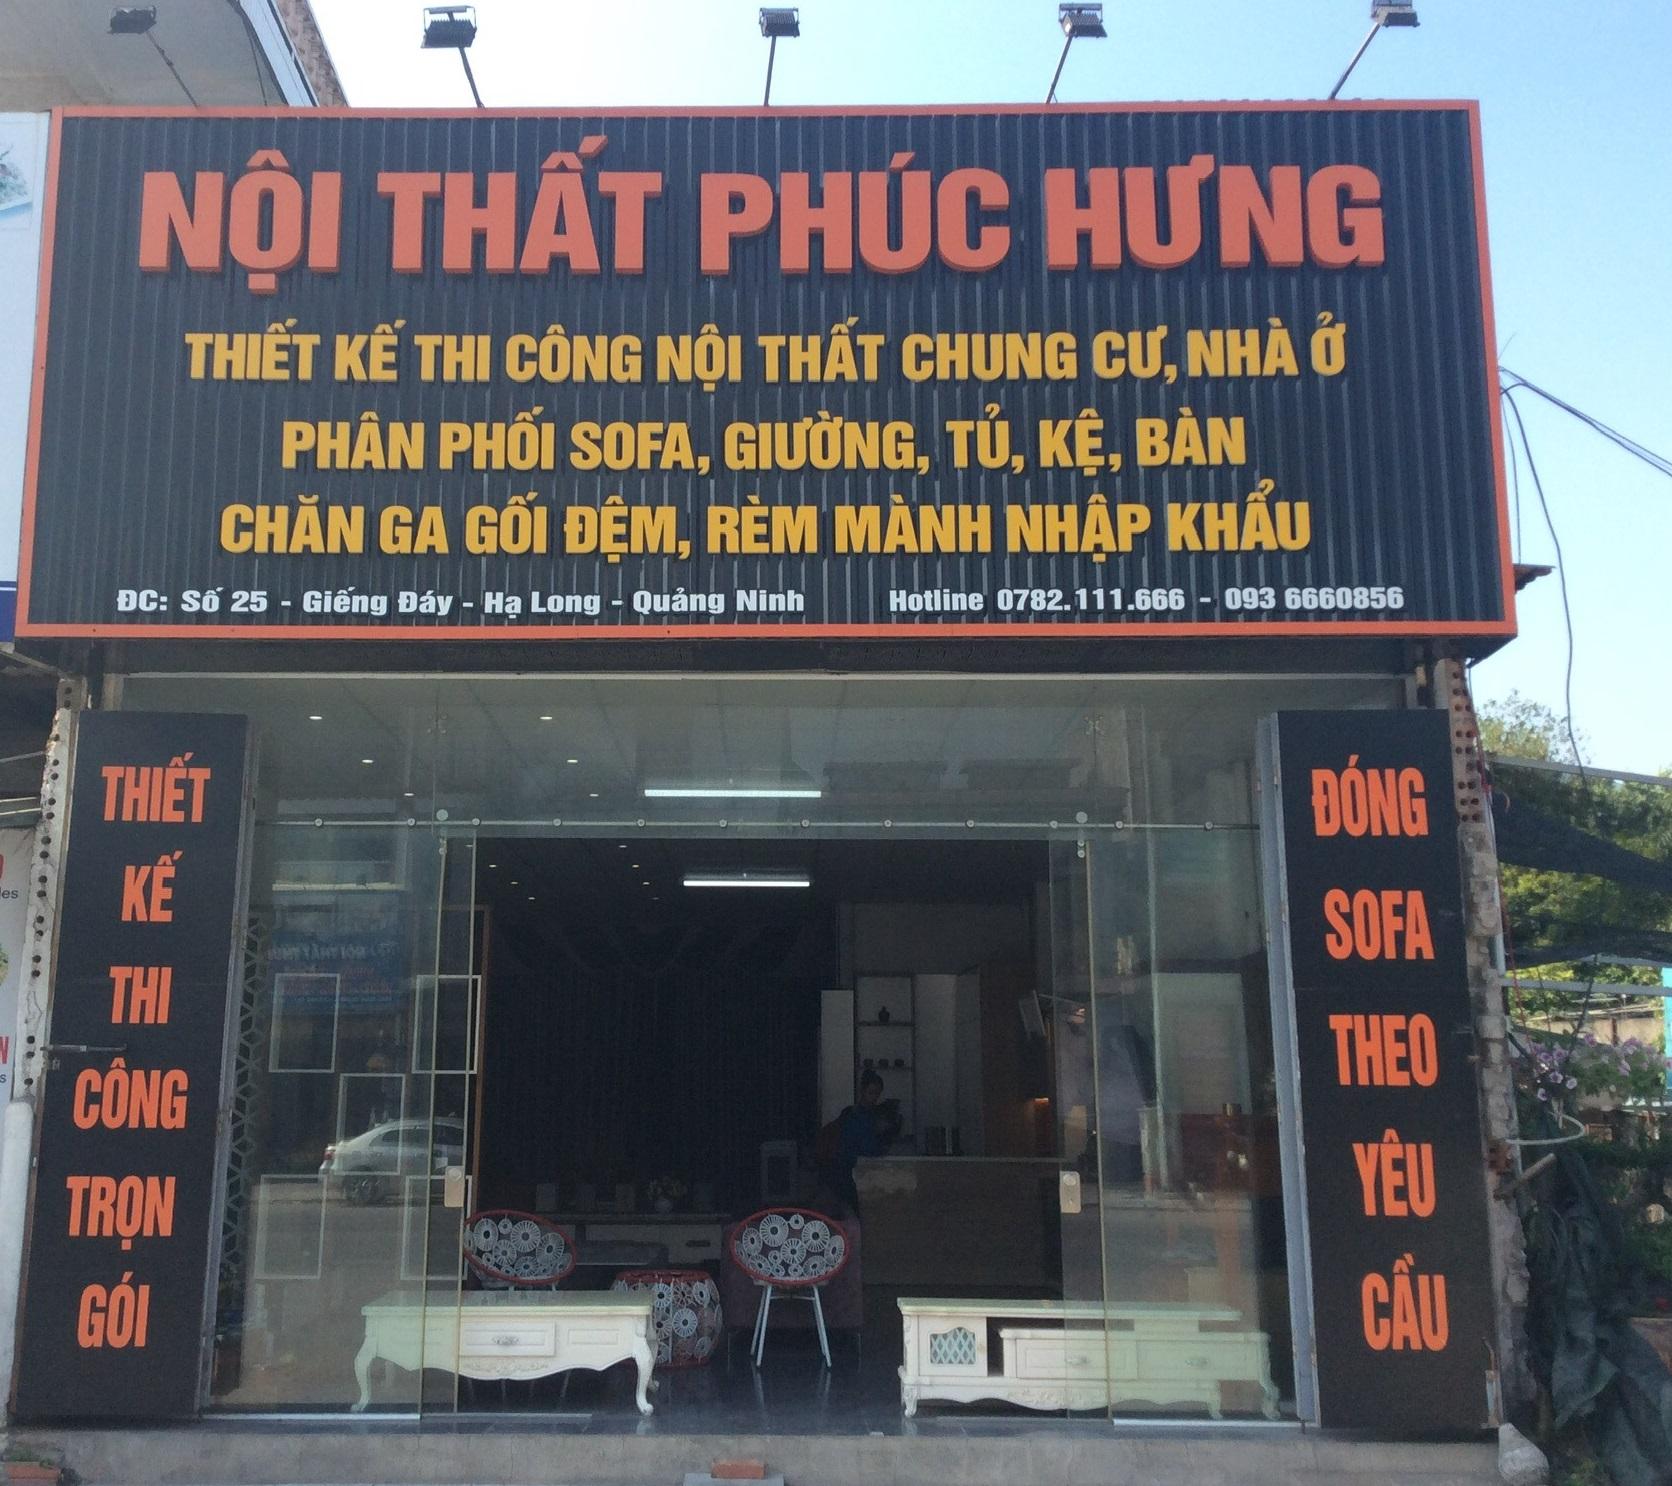 NỘI THẤT PHÚC HƯNG
THIẾT KẾ THI CÔNG NỘI THẤT CHUNG CƯ, NHÀ Ở
PHÂN PHỐI SOFA, GIƯỜNG, TỦ, KỆ, BÀN
CHĂN GA GỐI ĐỆM, RÈM MÀNH NHẬP KHẨU
ĐC: Số 25 - Giếng Đáy - Hạ Long - Quảng Ninh Hotline 0782.111.666 - 093 6660856
THIẾT
KẾ
THI
CÔNG
TRỌN
GÓI
ĐÓNG
SOFA
THEO
YÊU
CẦU